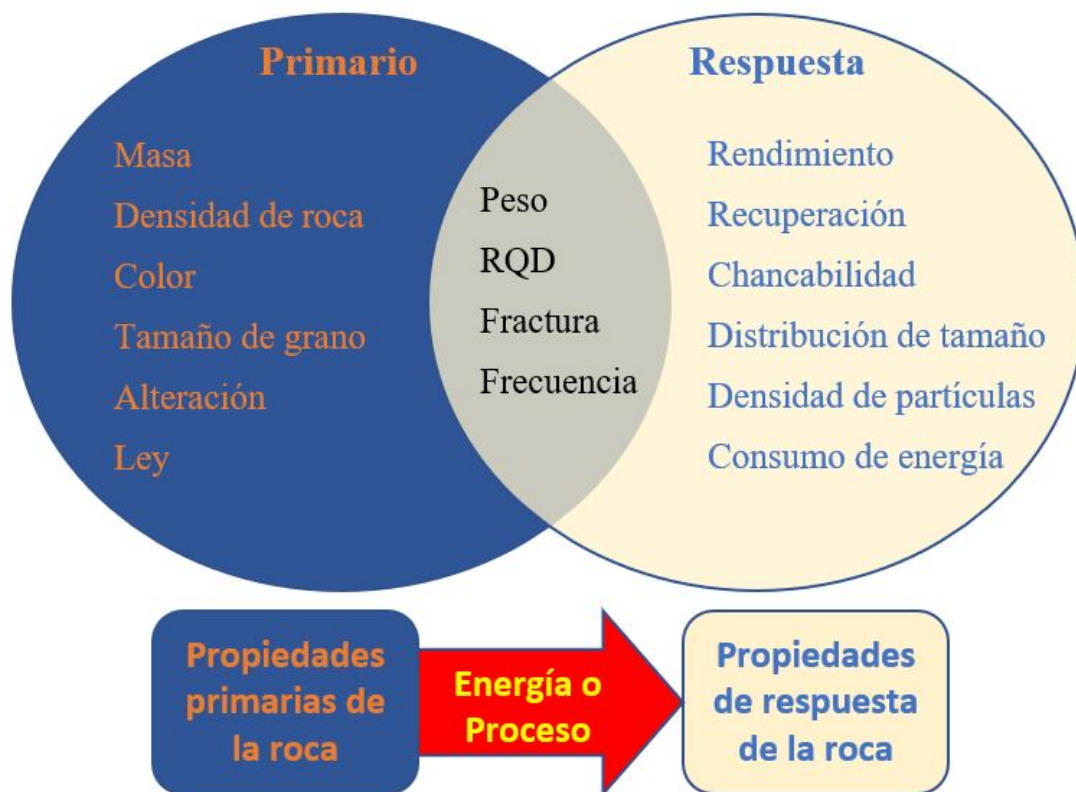 Primario
Masa
Densidad de roca
Color
Tamaño de grano
Alteración
Ley
Peso
RQD
Fractura
Frecuencia
Respuesta
Rendimiento
Recuperación
Chancabilidad
Distribución de tamaño
Densidad de partículas
Consumo de energía
Propiedades
primarias de
la roca
Energía o
Proceso
Propiedades
de respuesta
de la roca